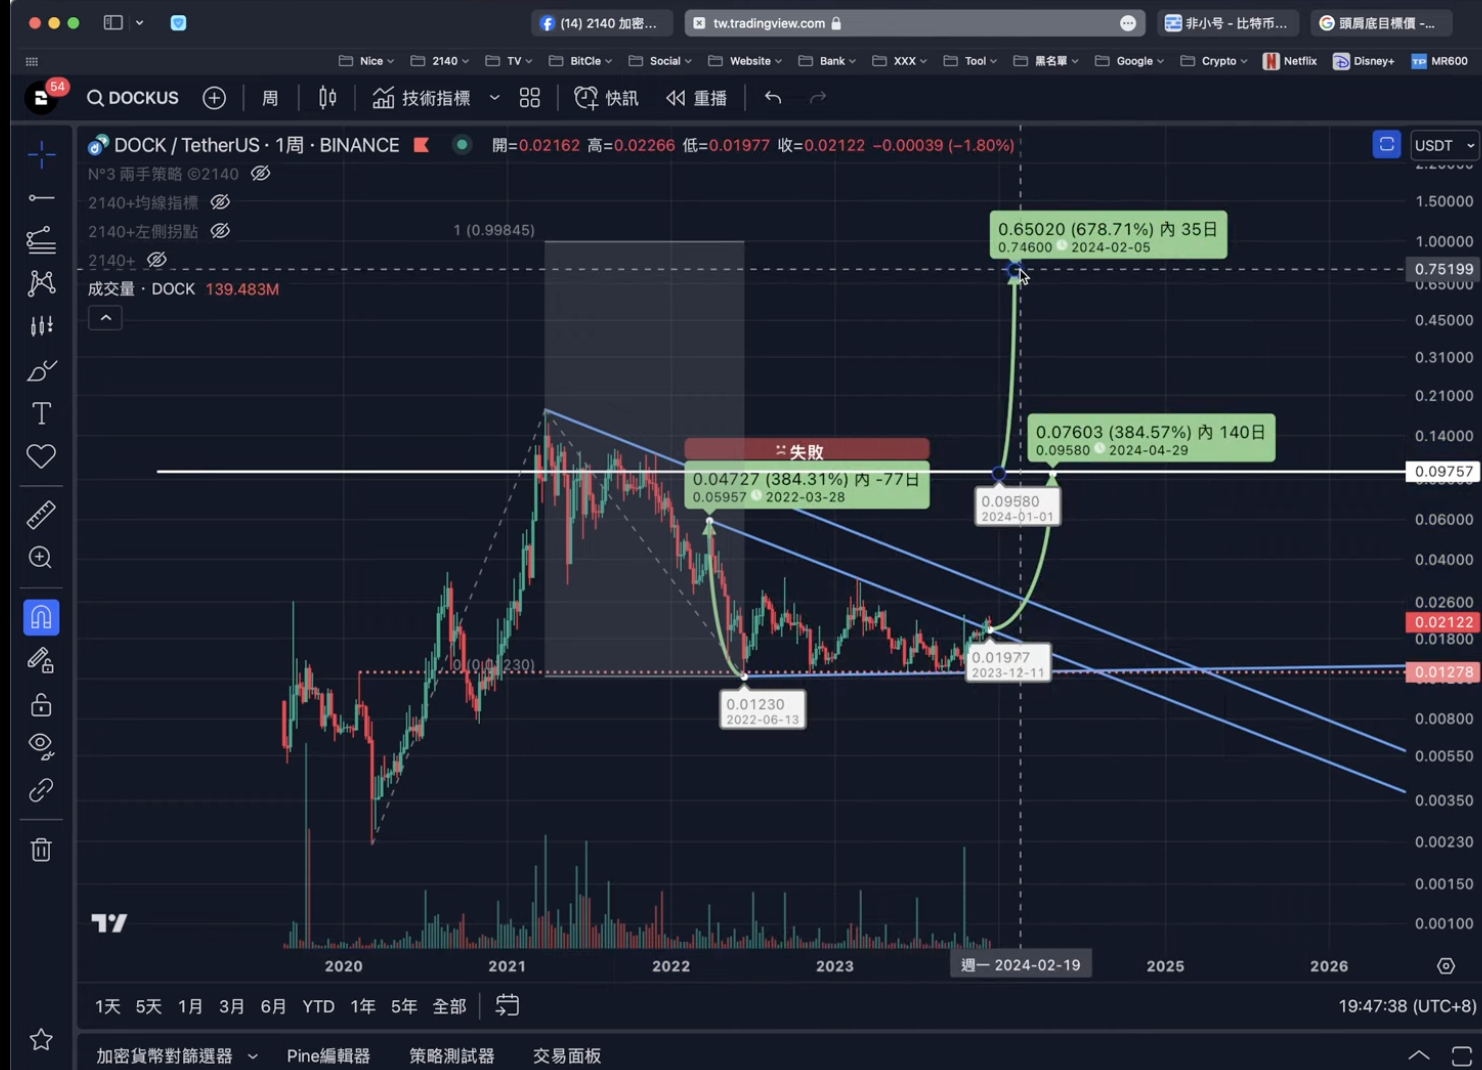 (14) 2140 加密...
tw.tradingview.com
非小号 - 比特币...
頭肩底目標價 -...
Nice
2140
TV
BitCle
Social
Website
Bank
XXX
Tool
黑名單
Google
Crypto
Netflix
Disney+
MR600
54
DOCKUS
周
技術指標
快訊
重播
DOCK / TetherUS · 1周 · BINANCE
開=0.02162 高=0.02266 低=0.01977 收=0.02122 −0.00039 (−1.80%)
USDT
N°3 兩手策略 ©2140
2140+均線指標
2140+左側拐點
2140+
成交量 · DOCK 139.483M
1 (0.99845)
0.65020 (678.71%) 內 35日
0.74600 2024-02-05
失敗
0.04727 (384.31%) 內 -77日
0.05957 2022-03-28
0.07603 (384.57%) 內 140日
0.09580 2024-04-29
0.09580
2024-01-01
0.01977
2023-12-11
0.01230
2022-06-13
1.50000
1.00000
0.75199
0.65000
0.45000
0.31000
0.21000
0.14000
0.09757
0.06000
0.04000
0.02600
0.02122
0.01800
0.01278
0.00800
0.00550
0.00350
0.00230
0.00150
0.00100
2020
2021
2022
2023
週一 2024-02-19
2025
2026
1天 5天 1月 3月 6月 YTD 1年 5年 全部
19:47:38 (UTC+8)
加密貨幣對篩選器
Pine編輯器
策略測試器
交易面板